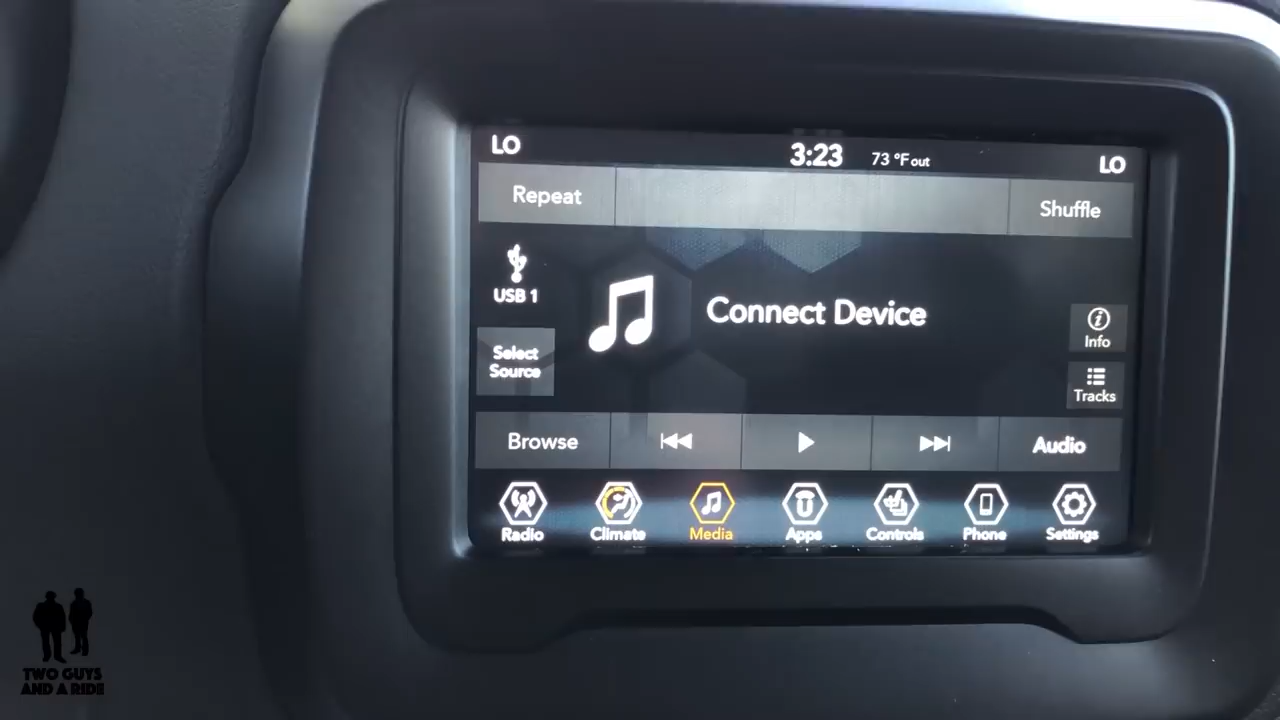 LO
3:23
73 °F out
LO
Repeat
Shuffle
USB 1
Connect Device
Info
Select
Source
Tracks
Browse
Audio
Radio
Climate
Media
Apps
Controls
Phone
Settings
TWO GUYS
AND A RIDE